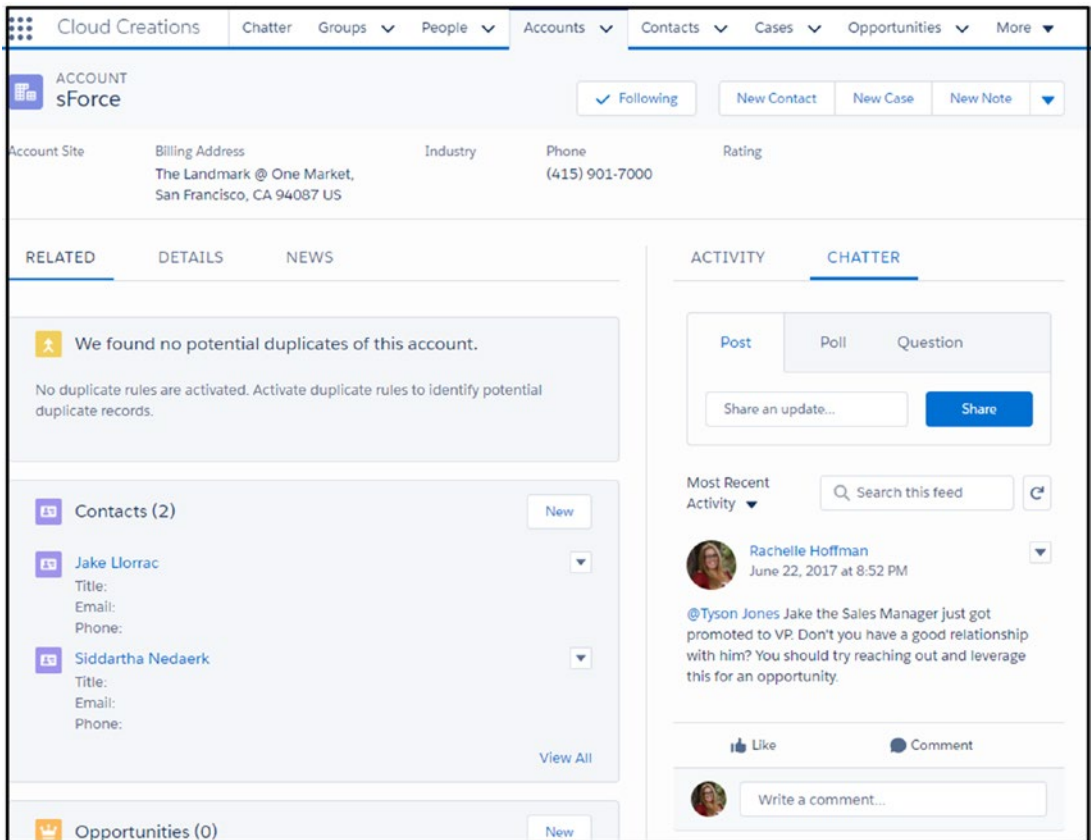 Cloud Creations Chatter Groups People Accounts Contacts Cases Opportunities More
ACCOUNT
sForce
Following New Contact New Case New Note
Account Site Billing Address Industry Phone Rating
The Landmark @ One Market, (415) 901-7000
San Francisco, CA 94087 US
RELATED DETAILS NEWS
We found no potential duplicates of this account.
No duplicate rules are activated. Activate duplicate rules to identify potential
duplicate records.
Contacts (2) New
Jake Llorrac
Title:
Email:
Phone:
Siddartha Nedaerk
Title:
Email:
Phone:
View All
Opportunities (0) New
ACTIVITY CHATTER
Post Poll Question
Share an update... Share
Most Recent
Activity
Search this feed
Rachelle Hoffman
June 22, 2017 at 8:52 PM
@Tyson Jones Jake the Sales Manager just got
promoted to VP. Don't you have a good relationship
with him? You should try reaching out and leverage
this for an opportunity.
Like Comment
Write a comment...